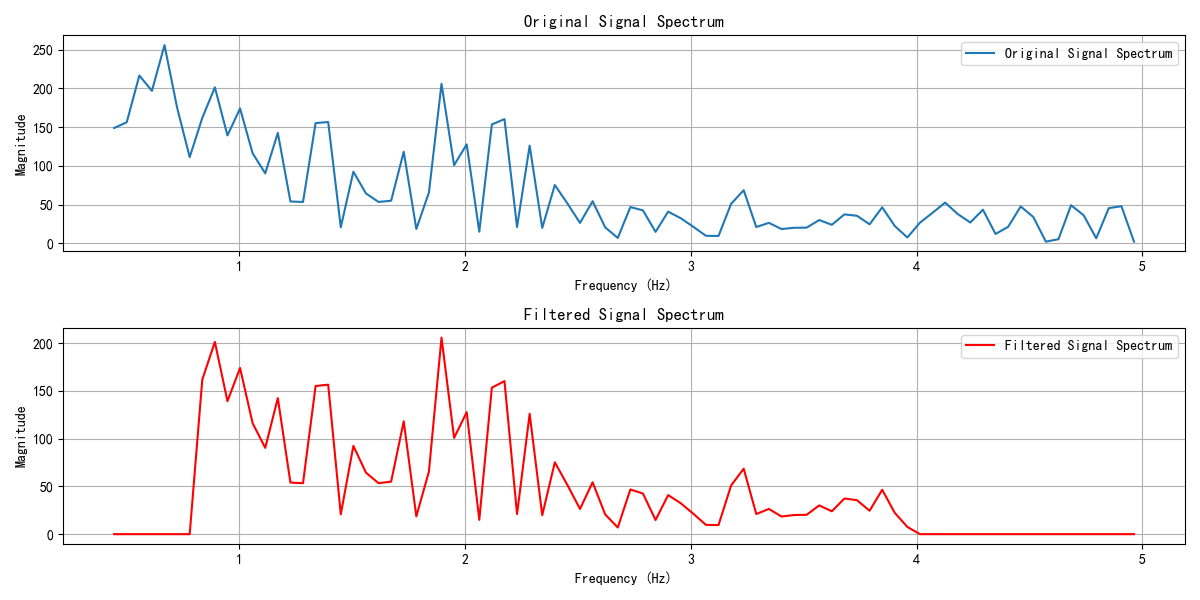 Original Signal Spectrum
Original Signal Spectrum
250
200
150
100
50
0
Magnitude
1 2 3 4 5
Frequency (Hz)
Filtered Signal Spectrum
Filtered Signal Spectrum
200
150
100
50
0
Magnitude
1 2 3 4 5
Frequency (Hz)